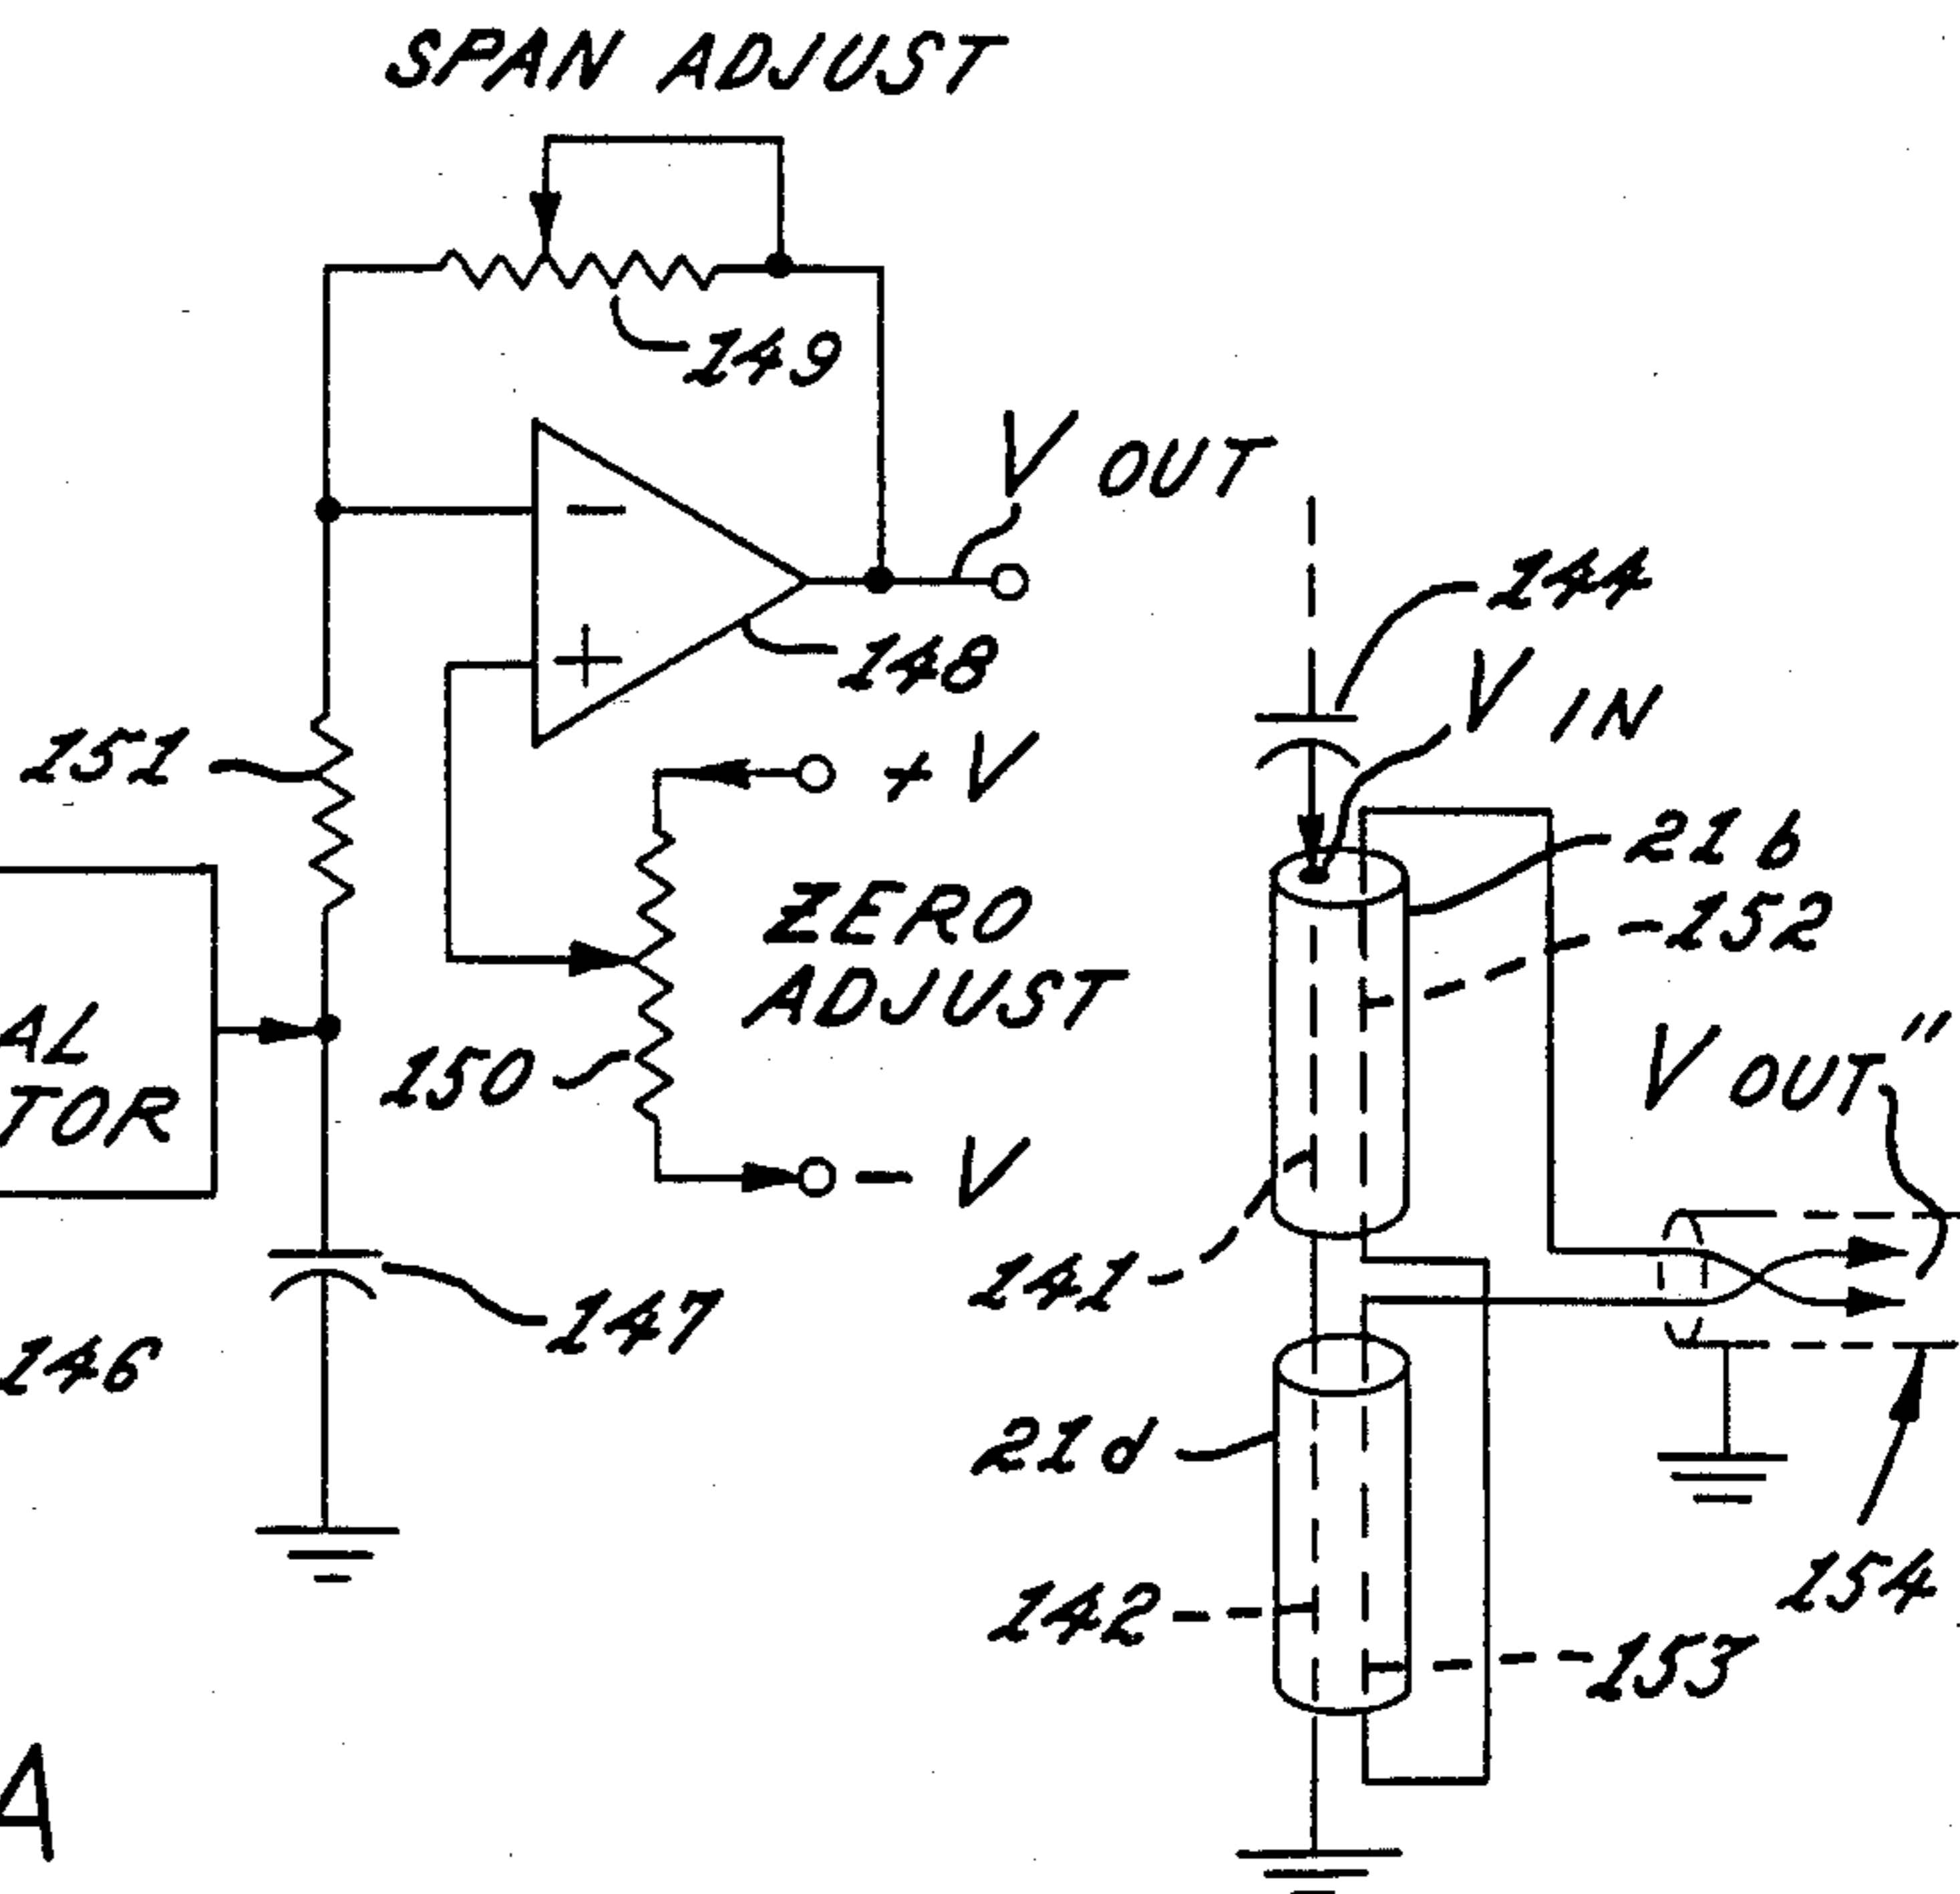 SPAN ADJUST
149
V OUT
144
148
V IN
151
+ V
21b
152
ZERO
ADJUST
V OUT"
AL
150
TOR
- V
141
147
146
21d
154
142
153
A